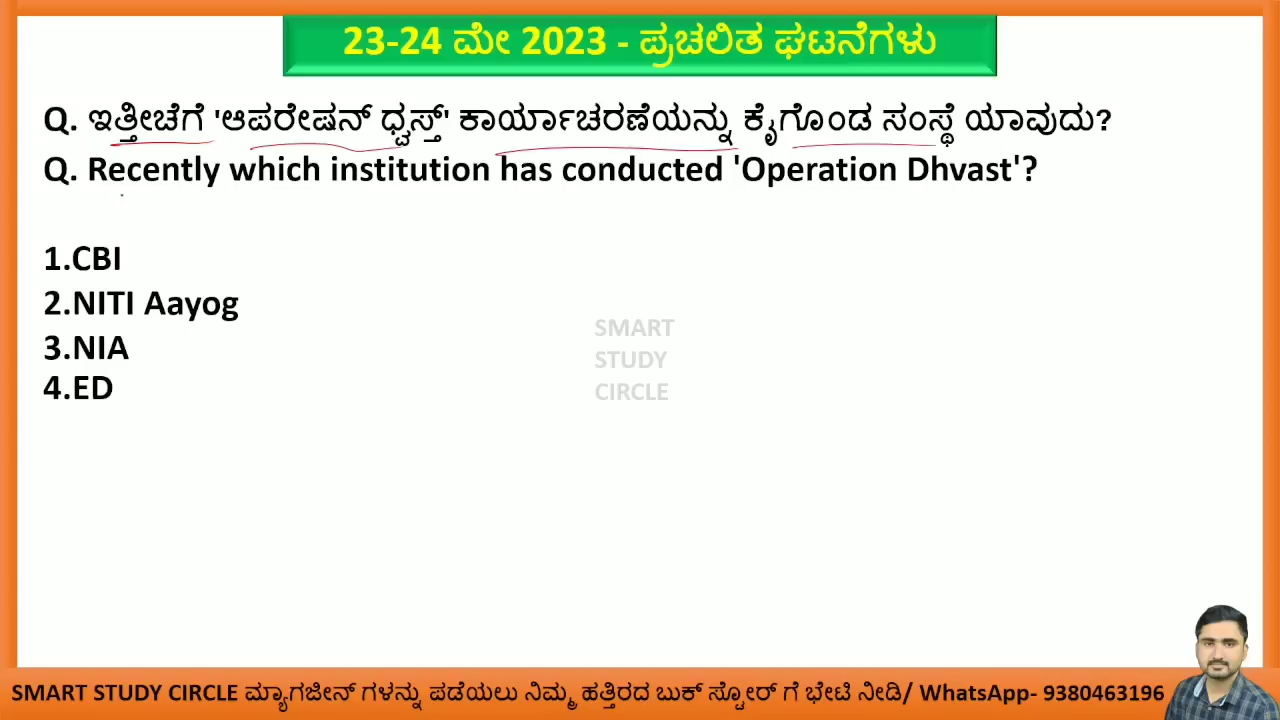 23-24 ಮೇ 2023 - ಪ್ರಚಲಿತ ಘಟನೆಗಳು
Q. ಇತ್ತೀಚೆಗೆ 'ಆಪರೇಷನ್ ಧ್ವಸ್ತ್' ಕಾರ್ಯಾಚರಣೆಯನ್ನು ಕೈಗೊಂಡ ಸಂಸ್ಥೆ ಯಾವುದು?
Q. Recently which institution has conducted 'Operation Dhvast'?
1.CBI
2.NITI Aayog
3.NIA
4.ED
SMART
STUDY
CIRCLE
SMART STUDY CIRCLE ಮ್ಯಾಗಜೀನ್ ಗಳನ್ನು ಪಡೆಯಲು ನಿಮ್ಮ ಹತ್ತಿರದ ಬುಕ್ ಸ್ಟೋರ್ ಗೆ ಭೇಟಿ ನೀಡಿ/ WhatsApp- 9380463196